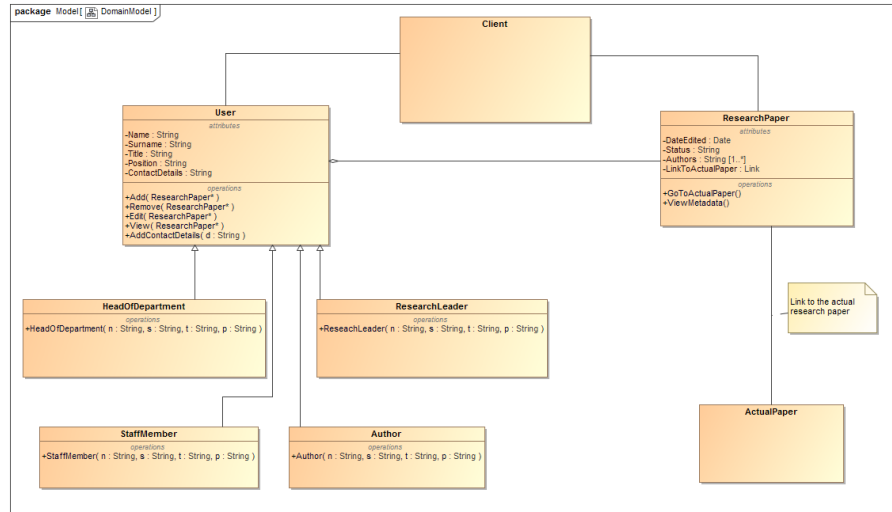 package Model[ DomainModel ]
Client
User
attributes
-Name : String
-Surname : String
-Title : String
-Position : String
-ContactDetails : String
operations
+Add( ResearchPaper* )
+Remove( ResearchPaper* )
+Edit( ResearchPaper* )
+View( ResearchPaper* )
+AddContactDetails( d : String )
ResearchPaper
attributes
-DateEdited : Date
-Status : String
-Authors : String [1..*]
-LinkToActualPaper : Link
operations
+GoToActualPaper()
+ViewMetadata()
HeadOfDepartment
operations
+HeadOfDepartment( n : String, s : String, t : String, p : String )
ResearchLeader
operations
+ReseachLeader( n : String, s : String, t : String, p : String )
Link to the actual
research paper
StaffMember
operations
+StaffMember( n : String, s : String, t : String, p : String )
Author
operations
+Author( n : String, s : String, t : String, p : String )
ActualPaper